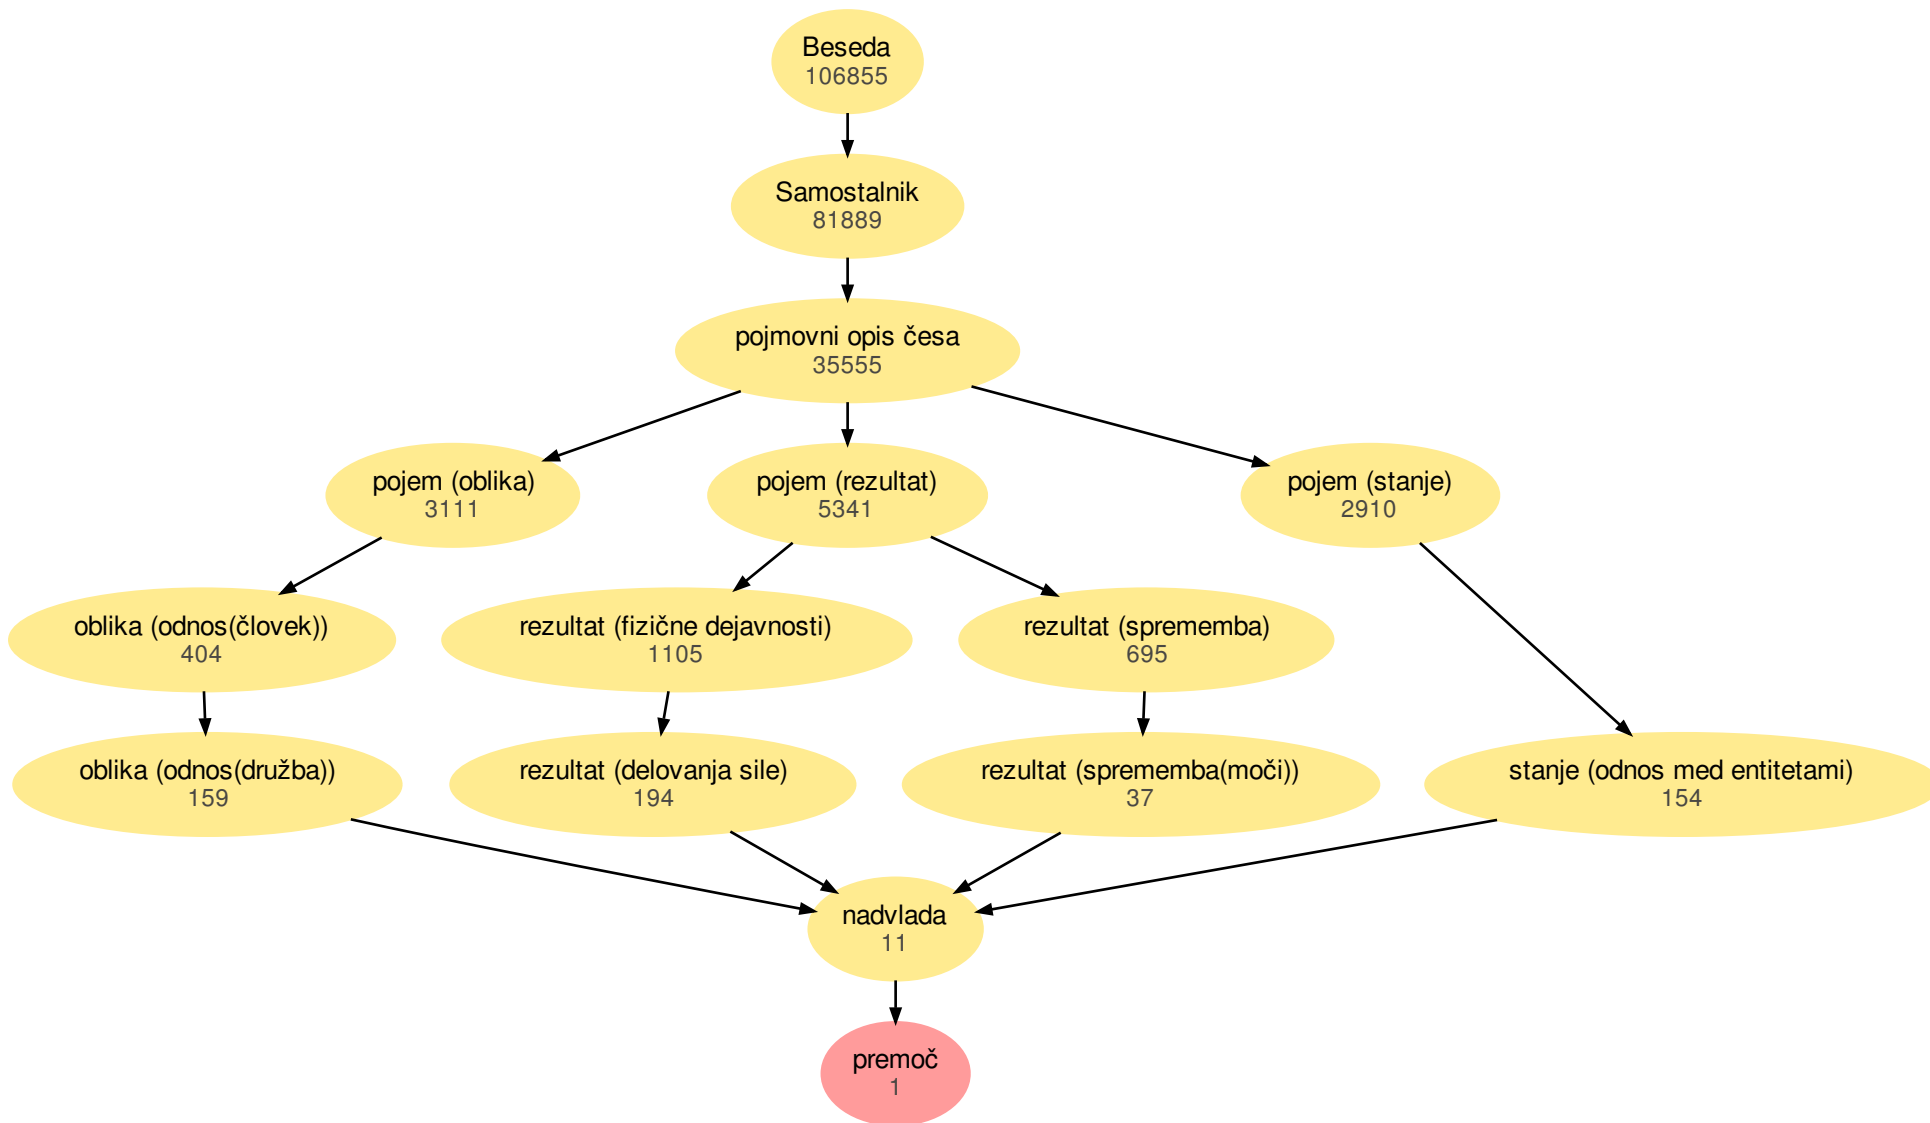 Beseda
106855
Samostalnik
81889
pojmovni opis česa
35555
pojem (oblika)
3111
pojem (rezultat)
5341
pojem (stanje)
2910
oblika (odnos(človek))
404
rezultat (fizične dejavnosti)
1105
rezultat (sprememba)
695
oblika (odnos(družba))
159
rezultat (delovanja sile)
194
rezultat (sprememba(moči))
37
stanje (odnos med entitetami)
154
nadvlada
11
premoč
1